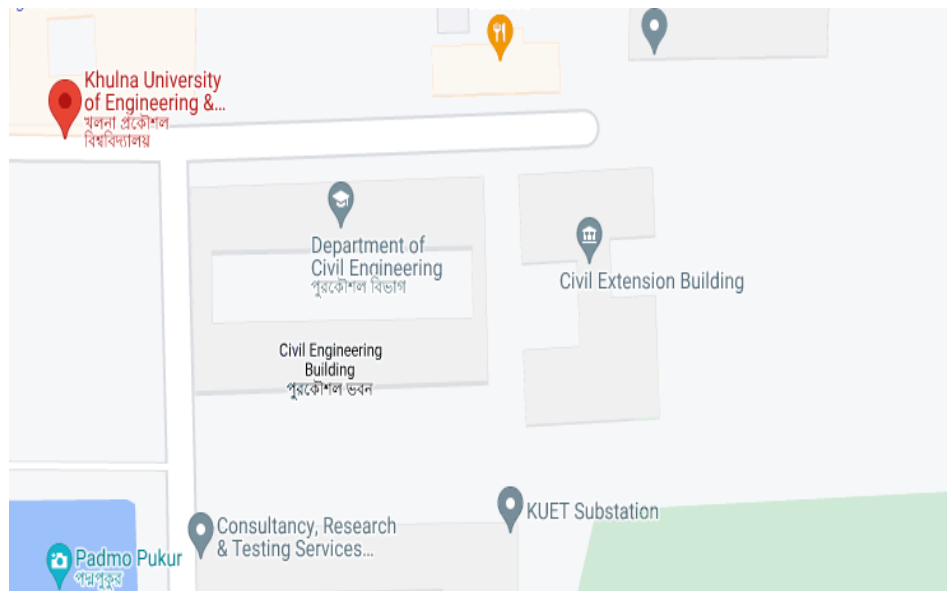 Khulna University
of Engineering &...
খুলনা প্রকৌশল
বিশ্ববিদ্যালয়
Department of
Civil Engineering
পুরকৌশল বিভাগ
Civil Extension Building
Civil Engineering
Building
পুরকৌশল ভবন
KUET Substation
Consultancy, Research
& Testing Services...
Padmo Pukur
পদ্মপুকুর